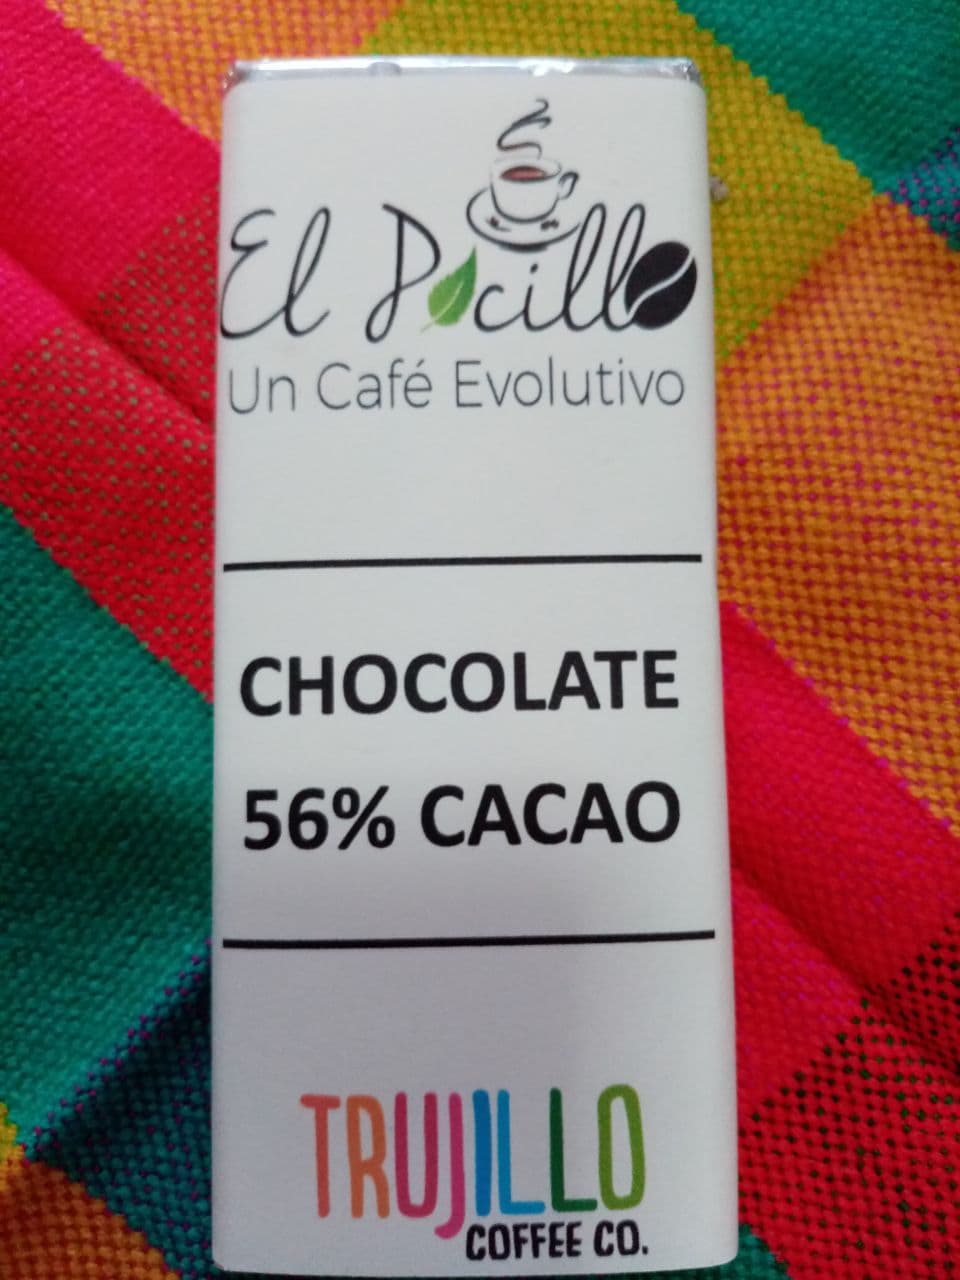 El Pocillo
Un Café Evolutivo
CHOCOLATE
56% CACAO
TRUJILLO
COFFEE CO.